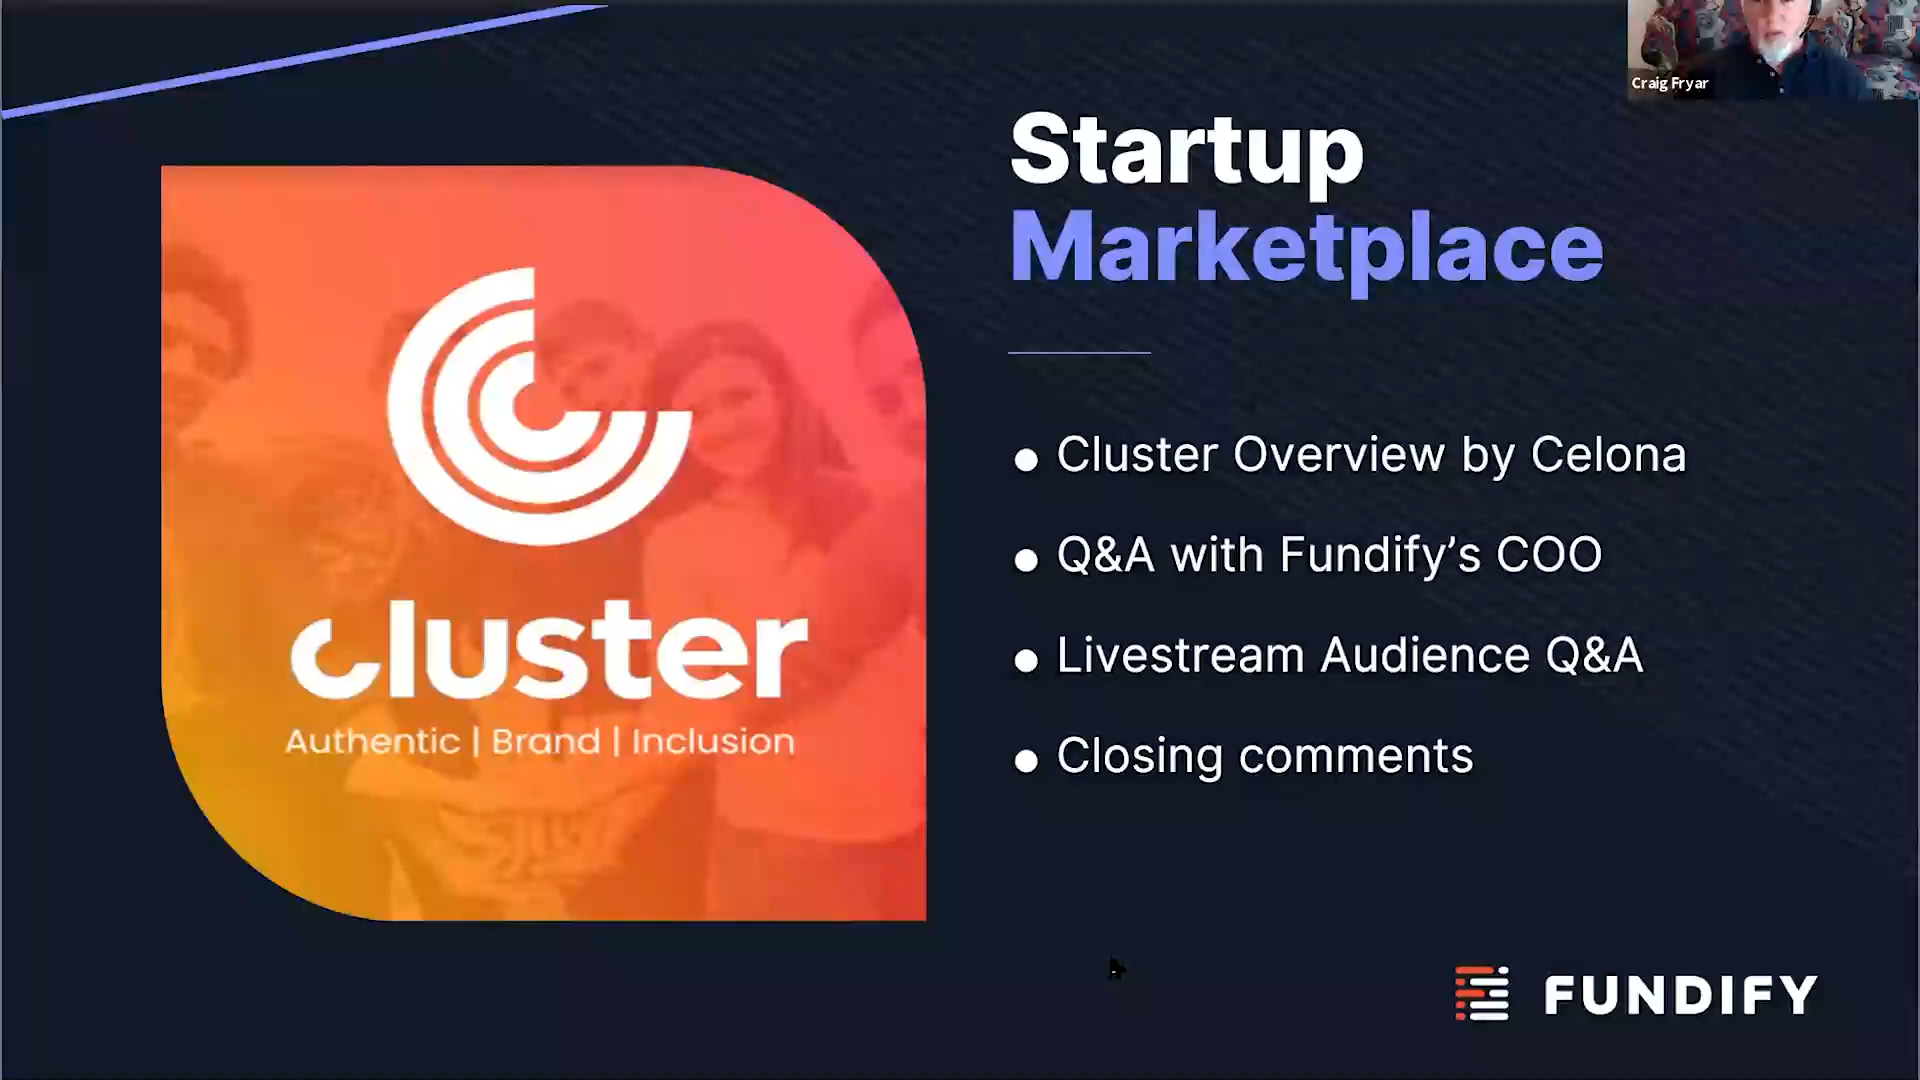 Craig Fryar
Startup
Marketplace
cluster
Authentic | Brand | Inclusion
● Cluster Overview by Celona
● Q&A with Fundify’s COO
● Livestream Audience Q&A
● Closing comments
FUNDIFY